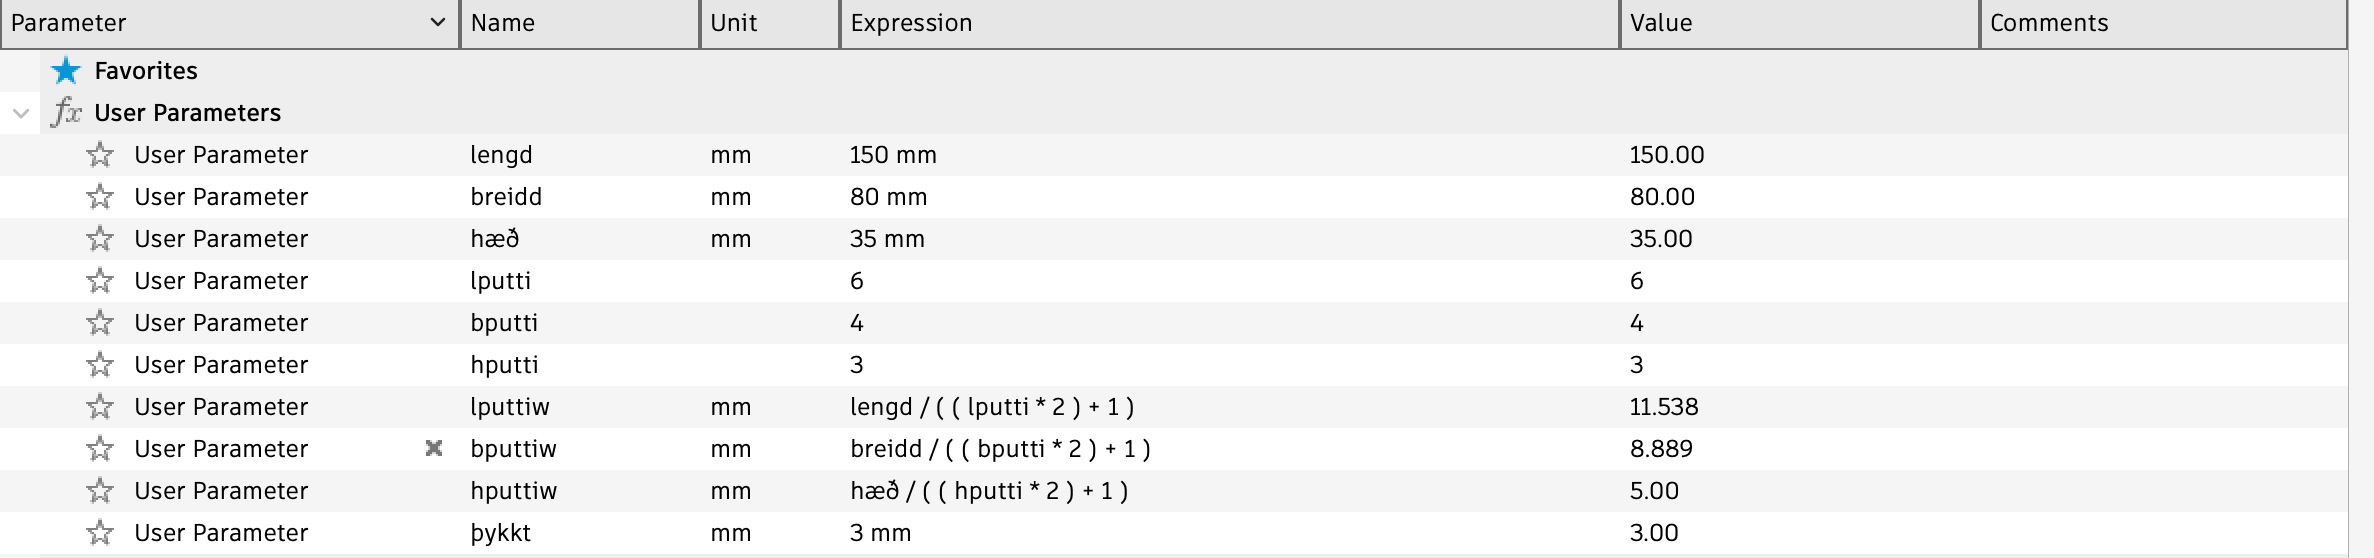 Parameter Name Unit Expression Value Comments
Favorites
fx User Parameters
User Parameter lengd mm 150 mm 150.00
User Parameter breidd mm 80 mm 80.00
User Parameter hæð mm 35 mm 35.00
User Parameter lputti 6 6
User Parameter bputti 4 4
User Parameter hputti 3 3
User Parameter lputtiw mm lengd / ( ( lputti * 2 ) + 1 ) 11.538
User Parameter bputtiw mm breidd / ( ( bputti * 2 ) + 1 ) 8.889
User Parameter hputtiw mm hæð / ( ( hputti * 2 ) + 1 ) 5.00
User Parameter þykkt mm 3 mm 3.00